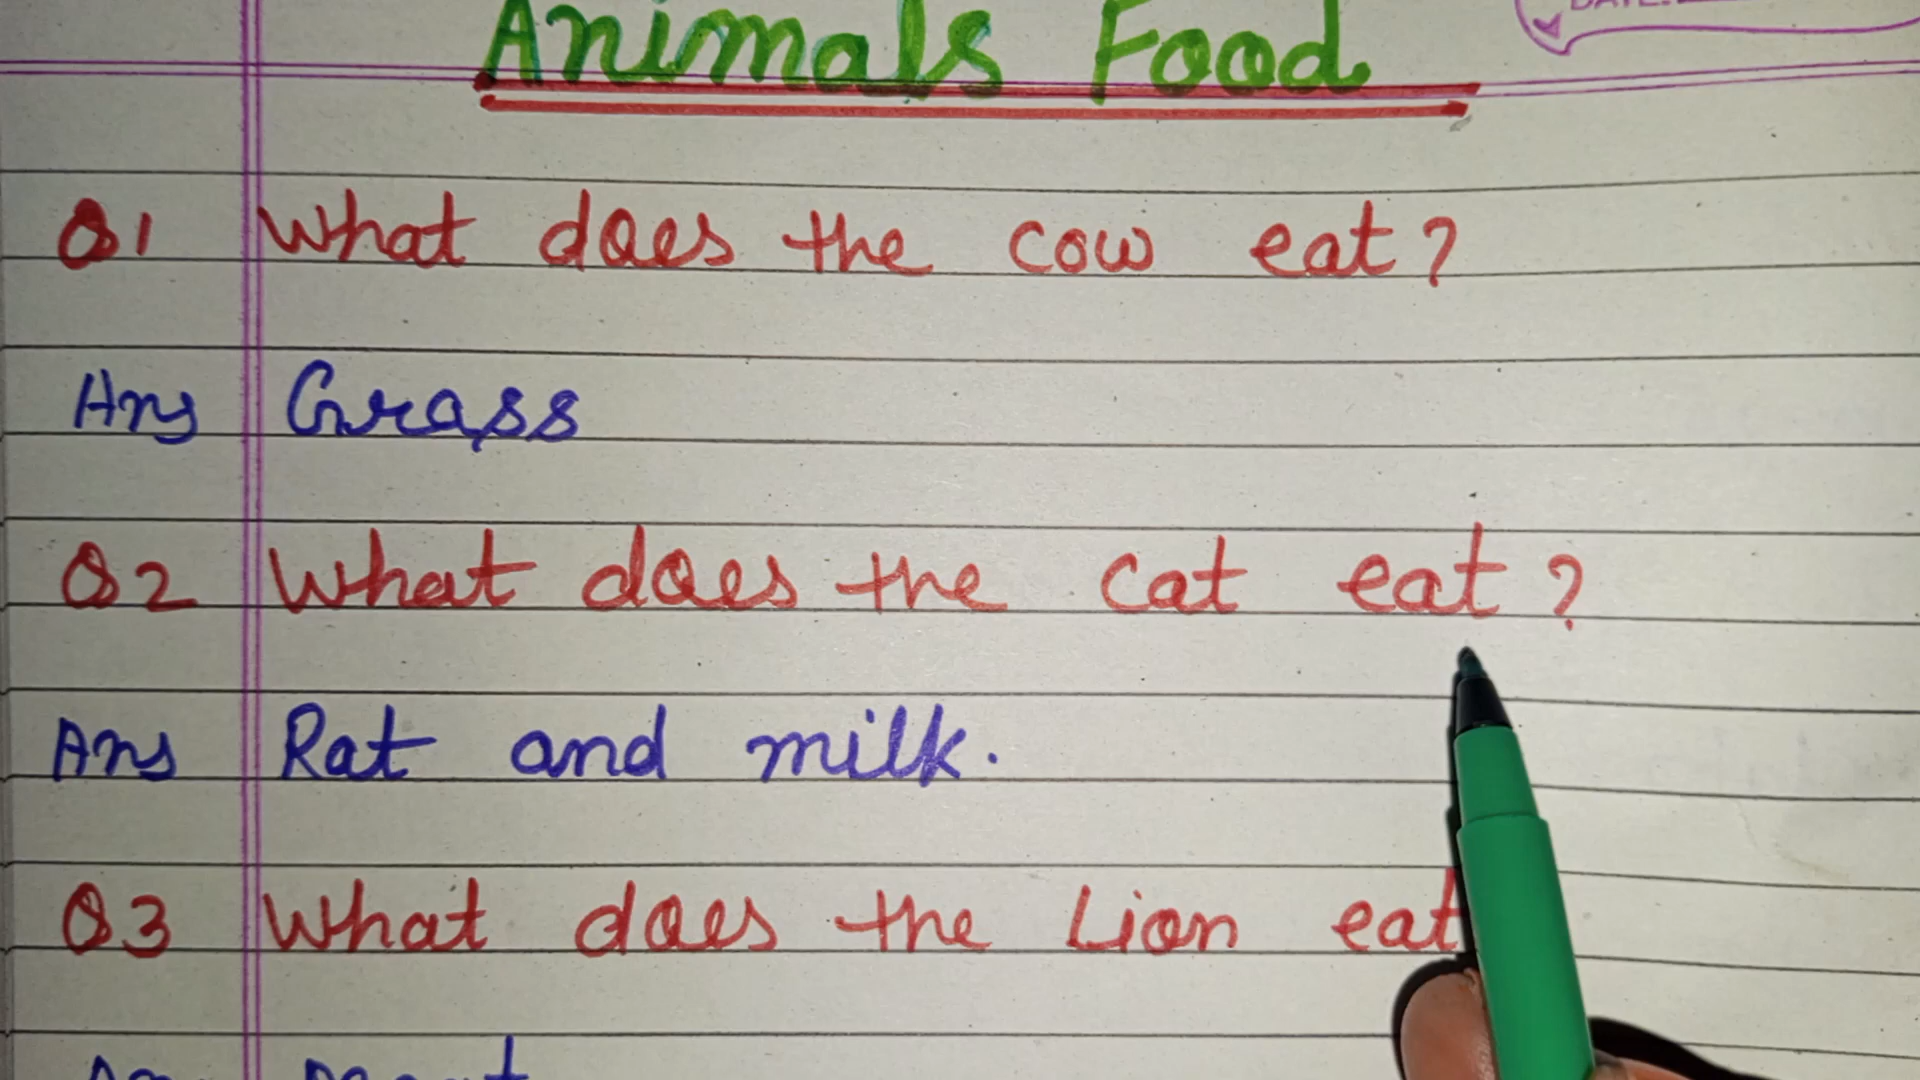 Animals Food
Q1 What does the cow eat?
Ans Grass
Q2 What does the cat eat?
Ans Rat and milk.
Q3 What does the Lion eat